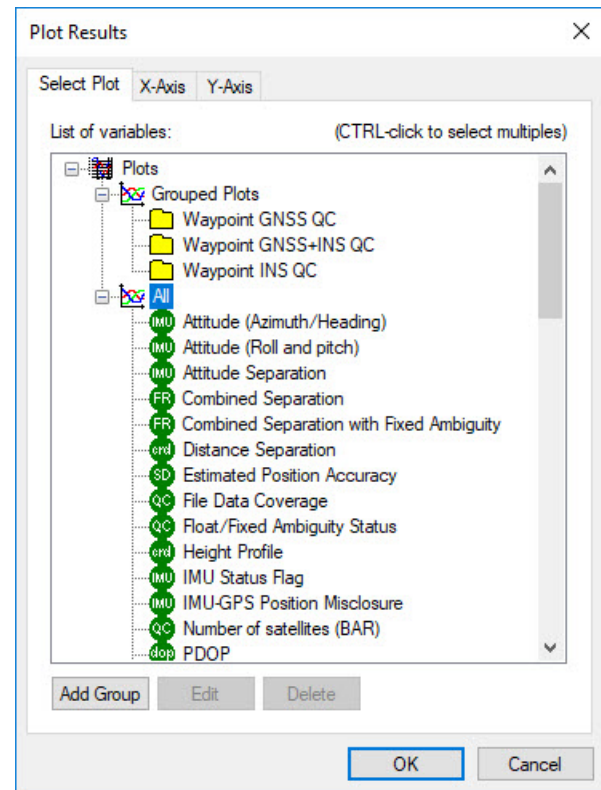 Plot Results
Select Plot X-Axis Y-Axis
List of variables: (CTRL-click to select multiples)
Plots
Grouped Plots
Waypoint GNSS QC
Waypoint GNSS+INS QC
Waypoint INS QC
All
IMU Attitude (Azimuth/Heading)
IMU Attitude (Roll and pitch)
IMU Attitude Separation
FR Combined Separation
FR Combined Separation with Fixed Ambiguity
crd Distance Separation
SD Estimated Position Accuracy
QC File Data Coverage
QC Float/Fixed Ambiguity Status
crd Height Profile
IMU IMU Status Flag
IMU IMU-GPS Position Misclosure
QC Number of satellites (BAR)
dop PDOP
Add Group Edit Delete
OK Cancel